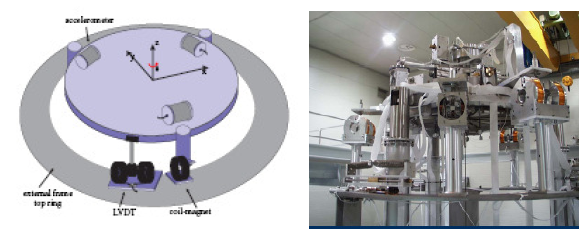 accelerometer
z
y
x
external frame
top ring
LVDT
coil-magnet